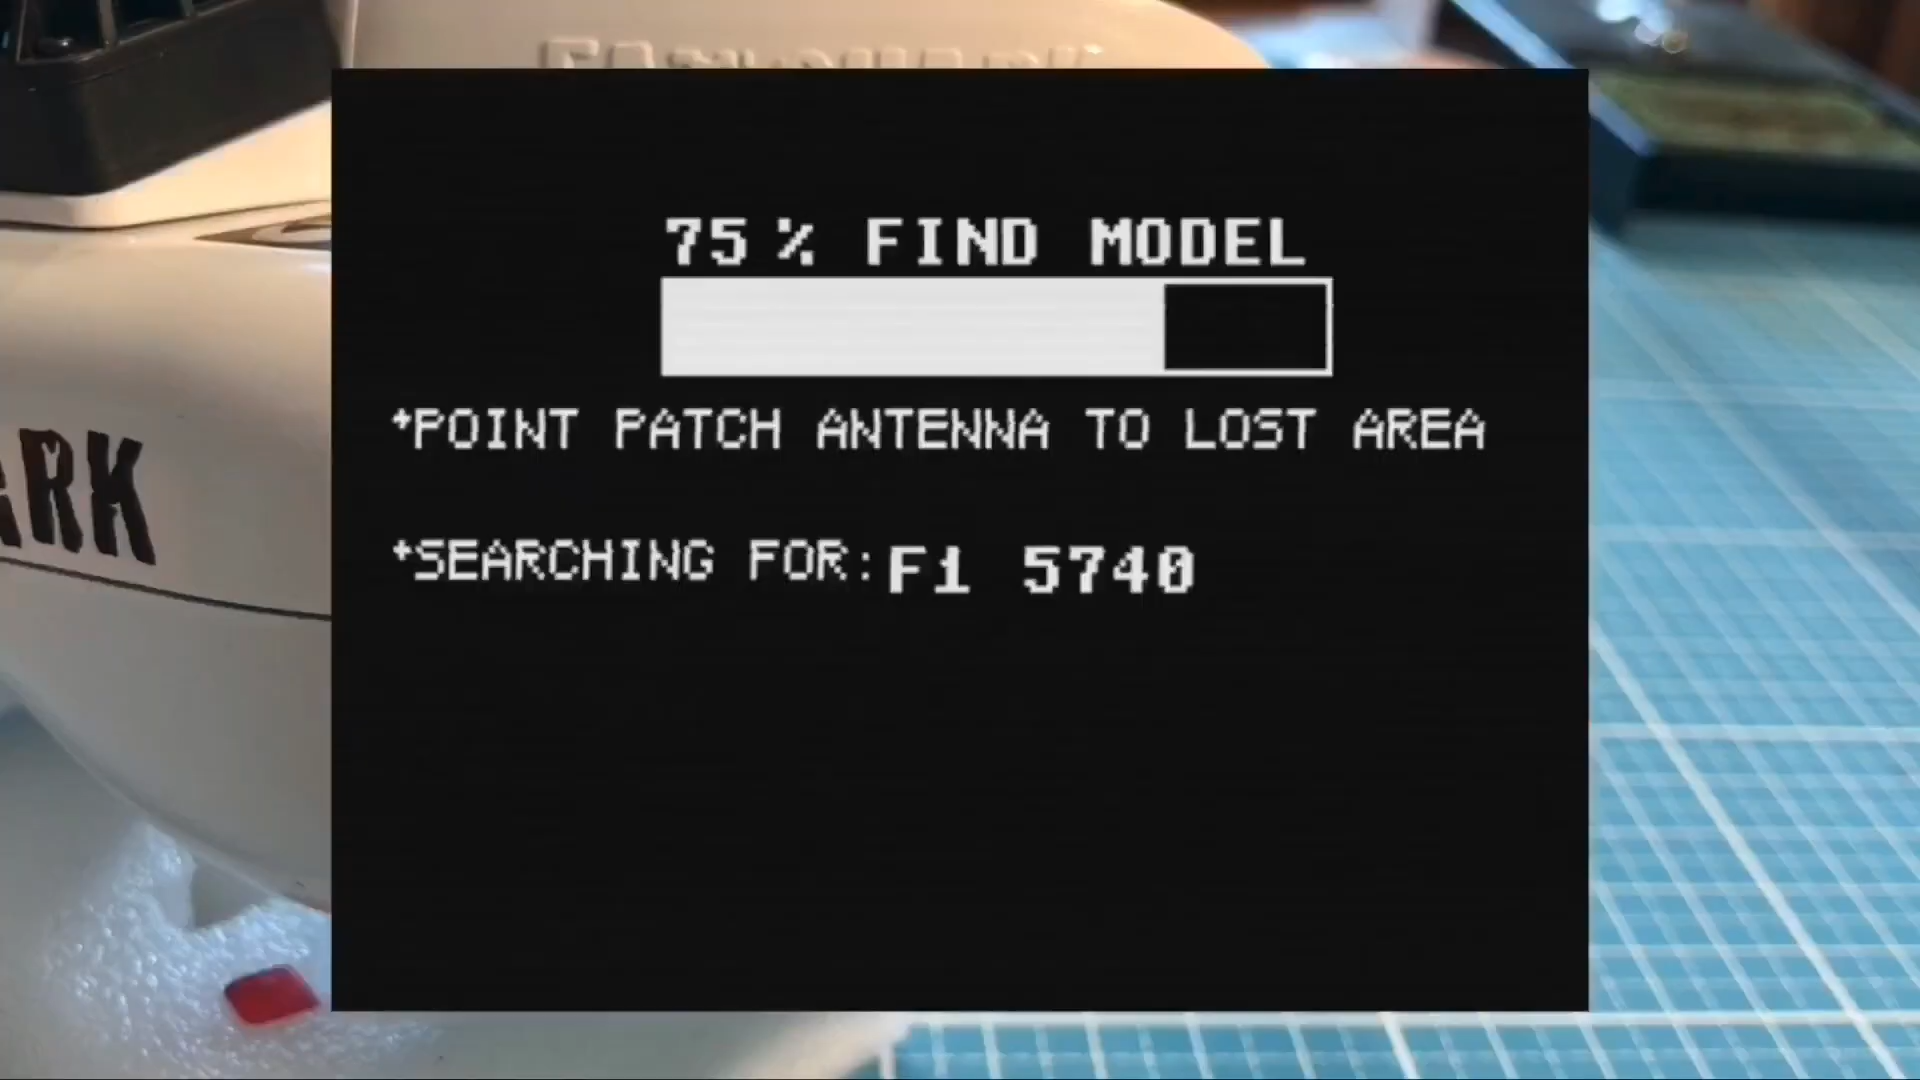 75 % FIND MODEL
*POINT PATCH ANTENNA TO LOST AREA
*SEARCHING FOR: F1 5740
ARK